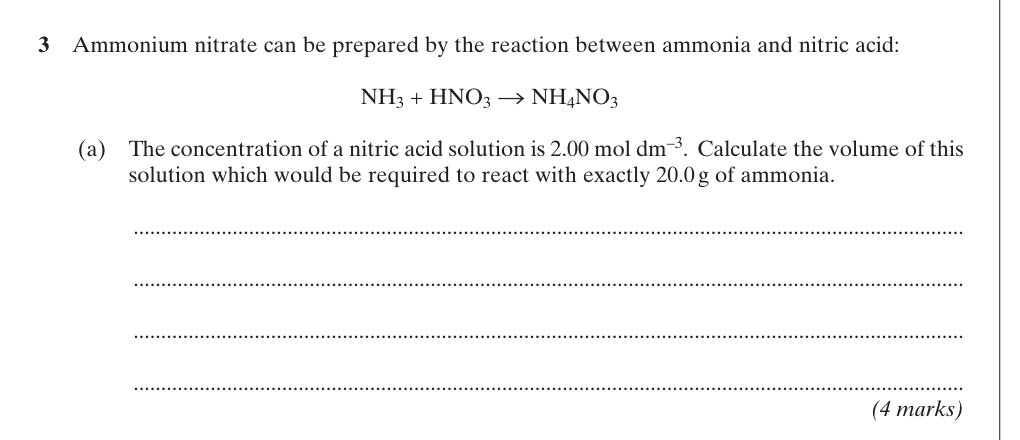 3 Ammonium nitrate can be prepared by the reaction between ammonia and nitric acid:
NH₃ + HNO₃ → NH₄NO₃
(a) The concentration of a nitric acid solution is 2.00 mol dm⁻³. Calculate the volume of this
solution which would be required to react with exactly 20.0 g of ammonia.
(4 marks)